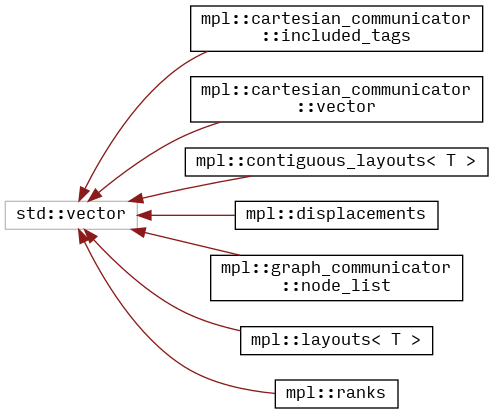 mpl::cartesian_communicator
::included_tags
mpl::cartesian_communicator
::vector
mpl::contiguous_layouts< T >
std::vector
mpl::displacements
mpl::graph_communicator
::node_list
mpl::layouts< T >
mpl::ranks